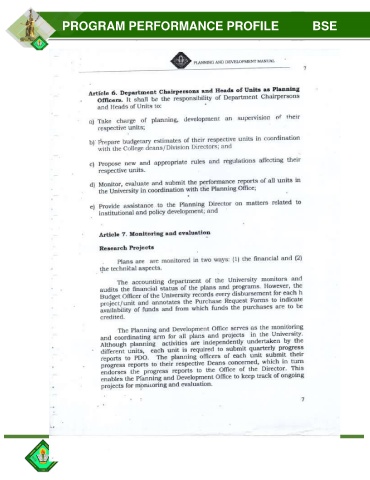 PROGRAM PERFORMANCE PROFILE BSE
PLANNING AND DEVELOPMENT MANUAL
7
Article 6. Department Chairpersons and Heads of Units as Planning
Officers. It shall be the responsibility of Department Chairpersons
and Heads of Units to:
a) Take charge of planning, development an supervision of their
respective units;
b) Prepare budgetary estimates of their respective units in coordination
with the College deans/Division Directors; and
c) Propose new and appropriate rules and regulations affecting their
respective units.
d) Monitor, evaluate and submit the performance reports of all units in
the University in coordination with the Planning Office;
e) Provide assistance to the Planning Director on matters related to
institutional and policy development; and
Article 7. Monitoring and evaluation
Research Projects
Plans are are monitored in two ways: (1) the financial and (2)
the technical aspects.
The accounting department of the University monitors and
audits the financial status of the plans and programs. However, the
Budget Officer of the University records every disbursement for each h
project/unit and annotates the Purchase Request Forms to indicate
availability of funds and from which funds the purchases are to be
credited.
The Planning and Development Office serves as the monitoring
and coordinating arm for all plans and projects in the University.
Although planning activities are independently undertaken by the
different units, each unit is required to submit quarterly progress
reports to PDO. The planning officers of each unit submit their
progress reports to their respective Deans concerned, which in turn
endorses the progress reports to the Office of the Director. This
enables the Planning and Development Office to keep track of ongoing
projects for monitoring and evaluation.
7